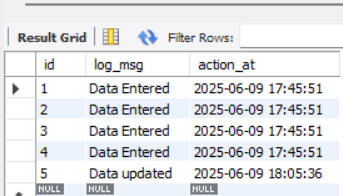 Result Grid Filter Rows:
id log_msg action_at
1 Data Entered 2025-06-09 17:45:51
2 Data Entered 2025-06-09 17:45:51
3 Data Entered 2025-06-09 17:45:51
4 Data Entered 2025-06-09 17:45:51
5 Data updated 2025-06-09 18:05:36
NULL NULL NULL